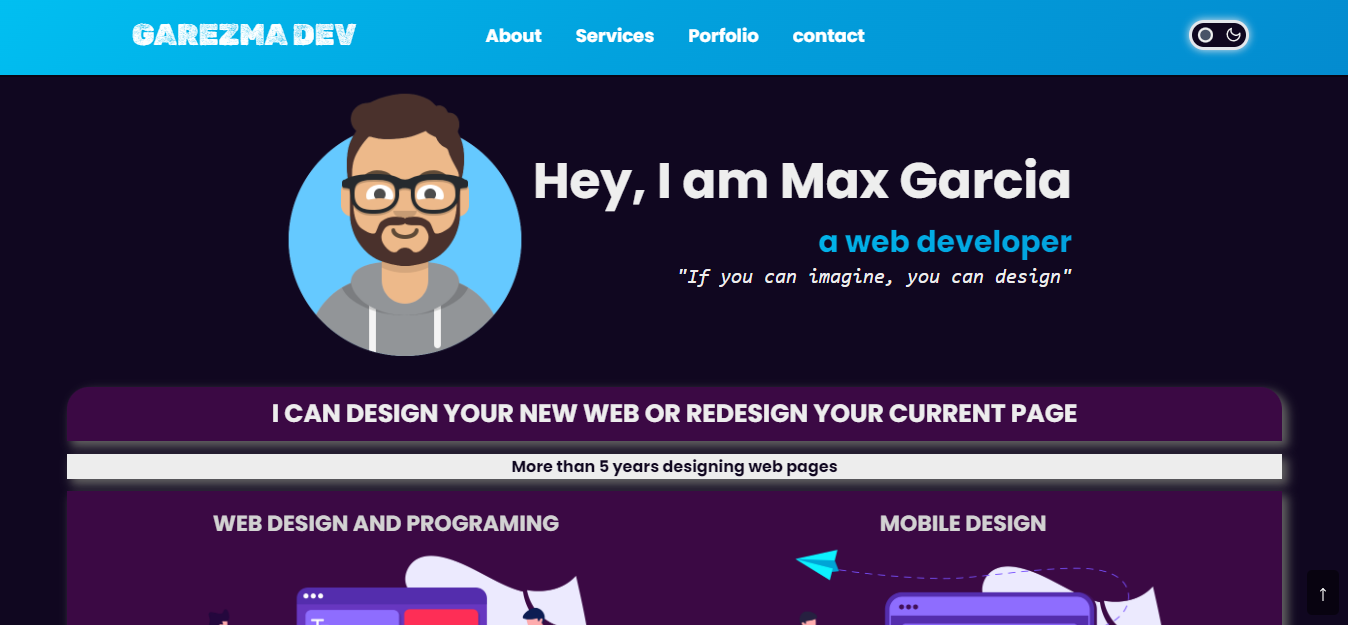 GAREZMA DEV
About Services Porfolio contact
Hey, I am Max Garcia
a web developer
"If you can imagine, you can design"
I CAN DESIGN YOUR NEW WEB OR REDESIGN YOUR CURRENT PAGE
More than 5 years designing web pages
WEB DESIGN AND PROGRAMING
MOBILE DESIGN
T
↑